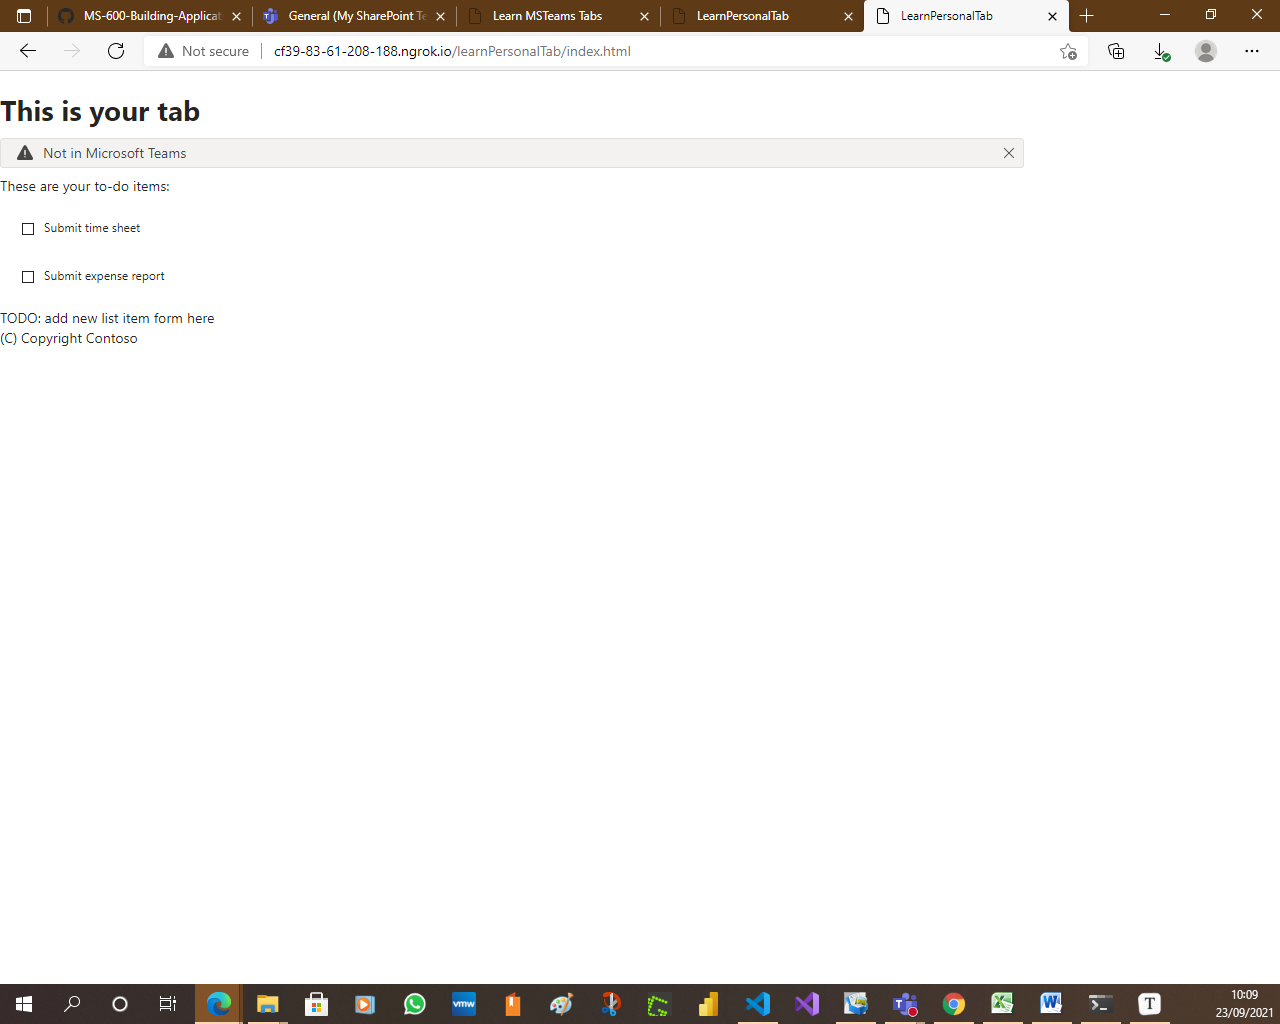 MS-600-Building-Applicat
General (My SharePoint Te
Learn MSTeams Tabs
LearnPersonalTab
LearnPersonalTab
Not secure
cf39-83-61-208-188.ngrok.io/learnPersonalTab/index.html
This is your tab
Not in Microsoft Teams
These are your to-do items:
Submit time sheet
Submit expense report
TODO: add new list item form here
(C) Copyright Contoso
vmw
T
10:09
23/09/2021